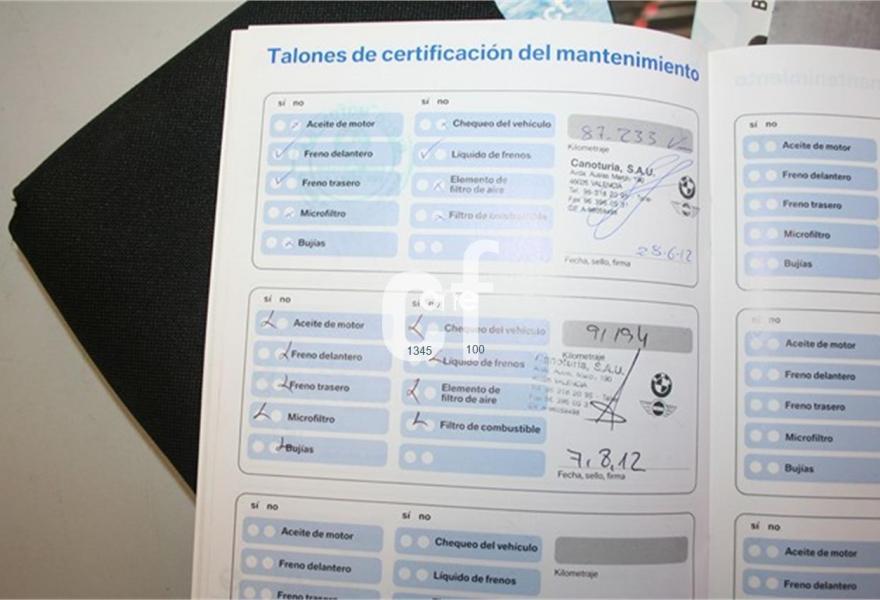 Talones de certificación del mantenimiento
sí no
Aceite de motor
Freno delantero
Freno trasero
Microfiltro
Bujías
sí no
Chequeo del vehículo
Líquido de frenos
Elemento de
filtro de aire
Filtro de combustible
87.233
Kilometraje
Canoturia, S.A.U.
46025 VALENCIA
28.6.12
Fecha, sello, firma
sí no
Aceite de motor
Freno delantero
Freno trasero
Microfiltro
Bujías
sí no
Chequeo del vehículo
Líquido de frenos
Elemento de
filtro de aire
Filtro de combustible
91,194
Kilometraje
Canoturia, S.A.U.
7,8,12
Fecha, sello, firma
cf
1345
100
sí no
Aceite de motor
Freno delantero
Freno trasero
sí no
Chequeo del vehículo
Líquido de frenos
Kilometraje
sí no
Aceite de motor
Freno delantero
Freno trasero
Microfiltro
Bujías
sí no
Aceite de motor
Freno delantero
Freno trasero
Microfiltro
Bujías
sí no
Aceite de motor
Freno delantero